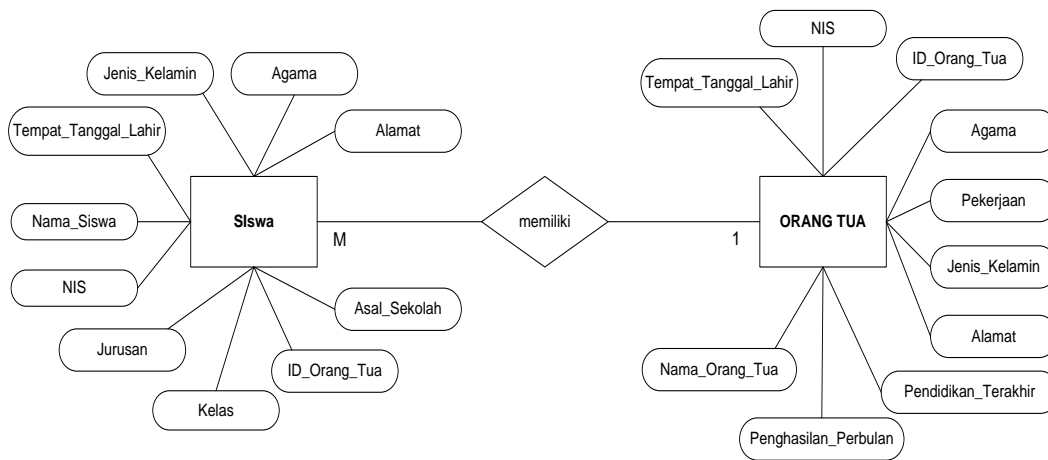 NIS
Jenis_Kelamin
Agama
ID_Orang_Tua
Tempat_Tanggal_Lahir
Tempat_Tanggal_Lahir
Alamat
Agama
Nama_Siswa
SIswa
M
memiliki
1
ORANG TUA
Pekerjaan
NIS
Jenis_Kelamin
Asal_Sekolah
Alamat
Jurusan
ID_Orang_Tua
Nama_Orang_Tua
Pendidikan_Terakhir
Kelas
Penghasilan_Perbulan